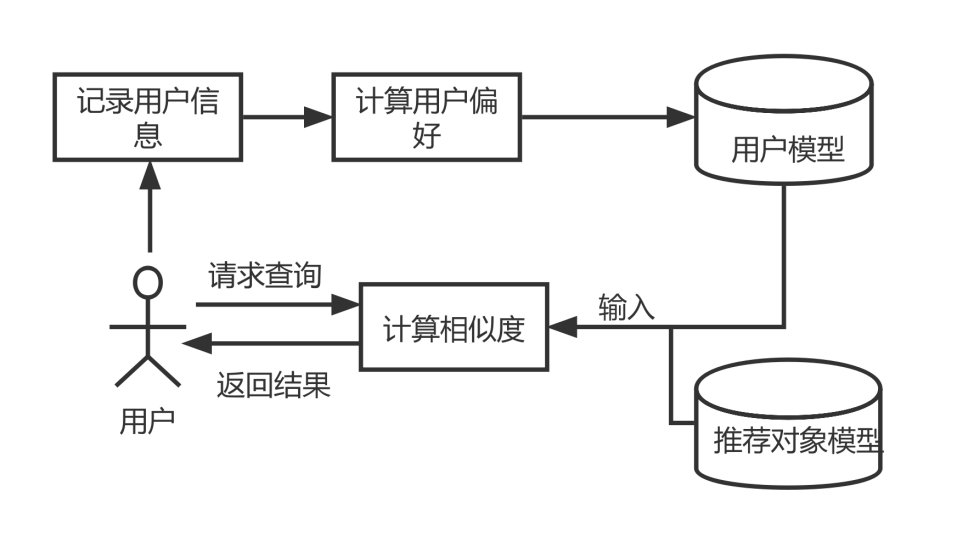 记录用户信
息
计算用户偏
好
用户模型
请求查询
输入
计算相似度
返回结果
用户
推荐对象模型